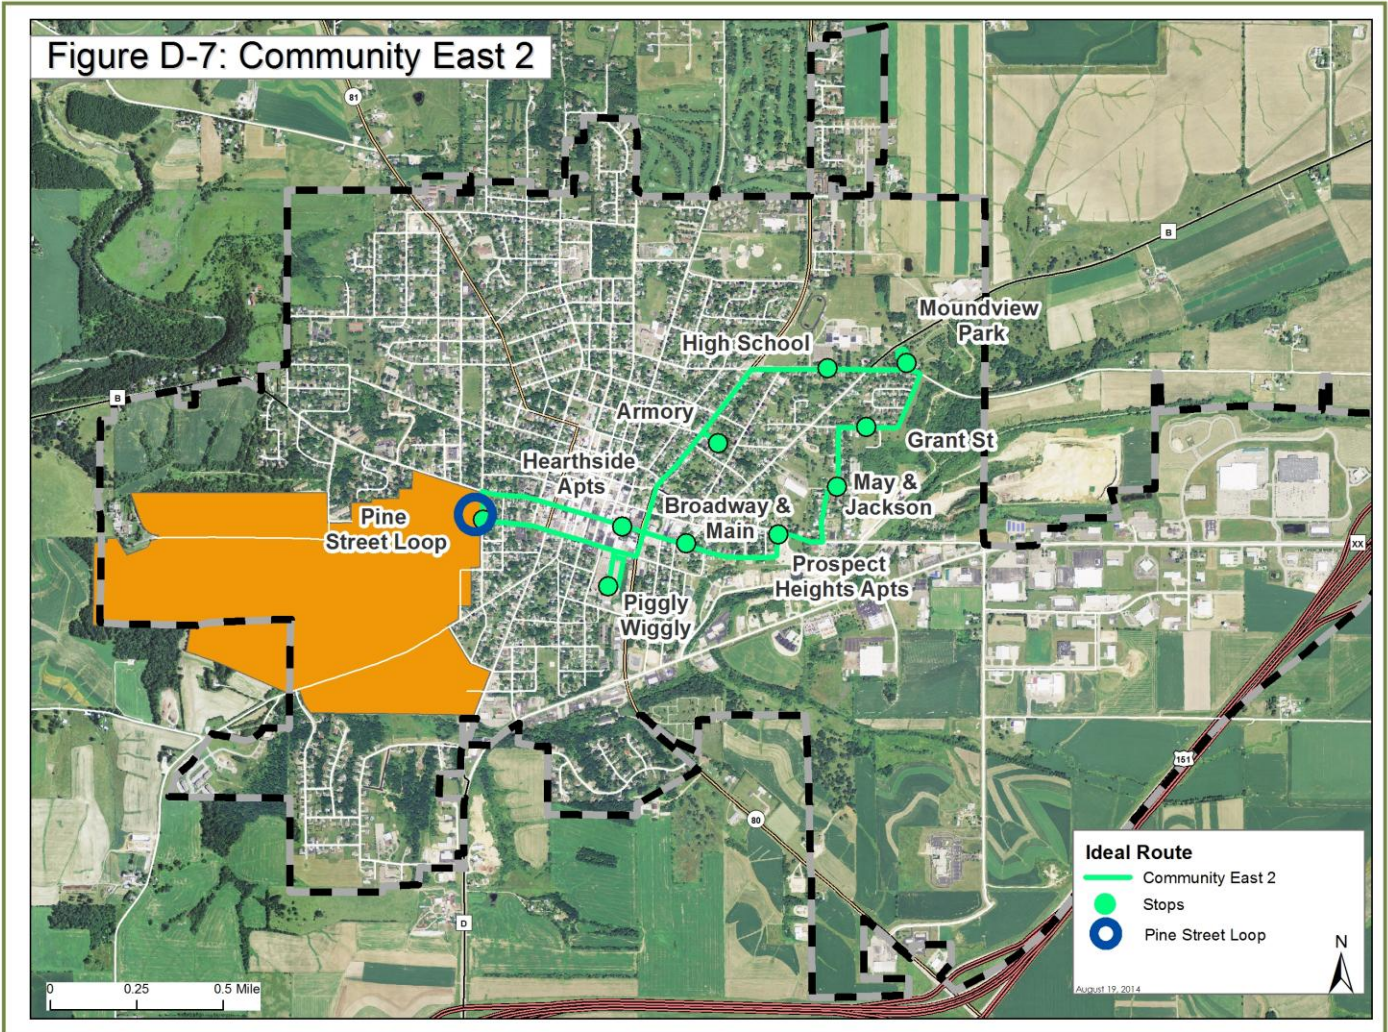 Figure D-7: Community East 2
81
B
Moundview
Park
High School
Armory
B
Grant St
Hearthside
Apts
May &
Jackson
Broadway &
Main
Pine
Street Loop
XX
Prospect
Heights Apts
Piggly
Wiggly
151
80
D
Ideal Route
Community East 2
Stops
Pine Street Loop
N
August 19, 2014
0 0.25 0.5 Mile